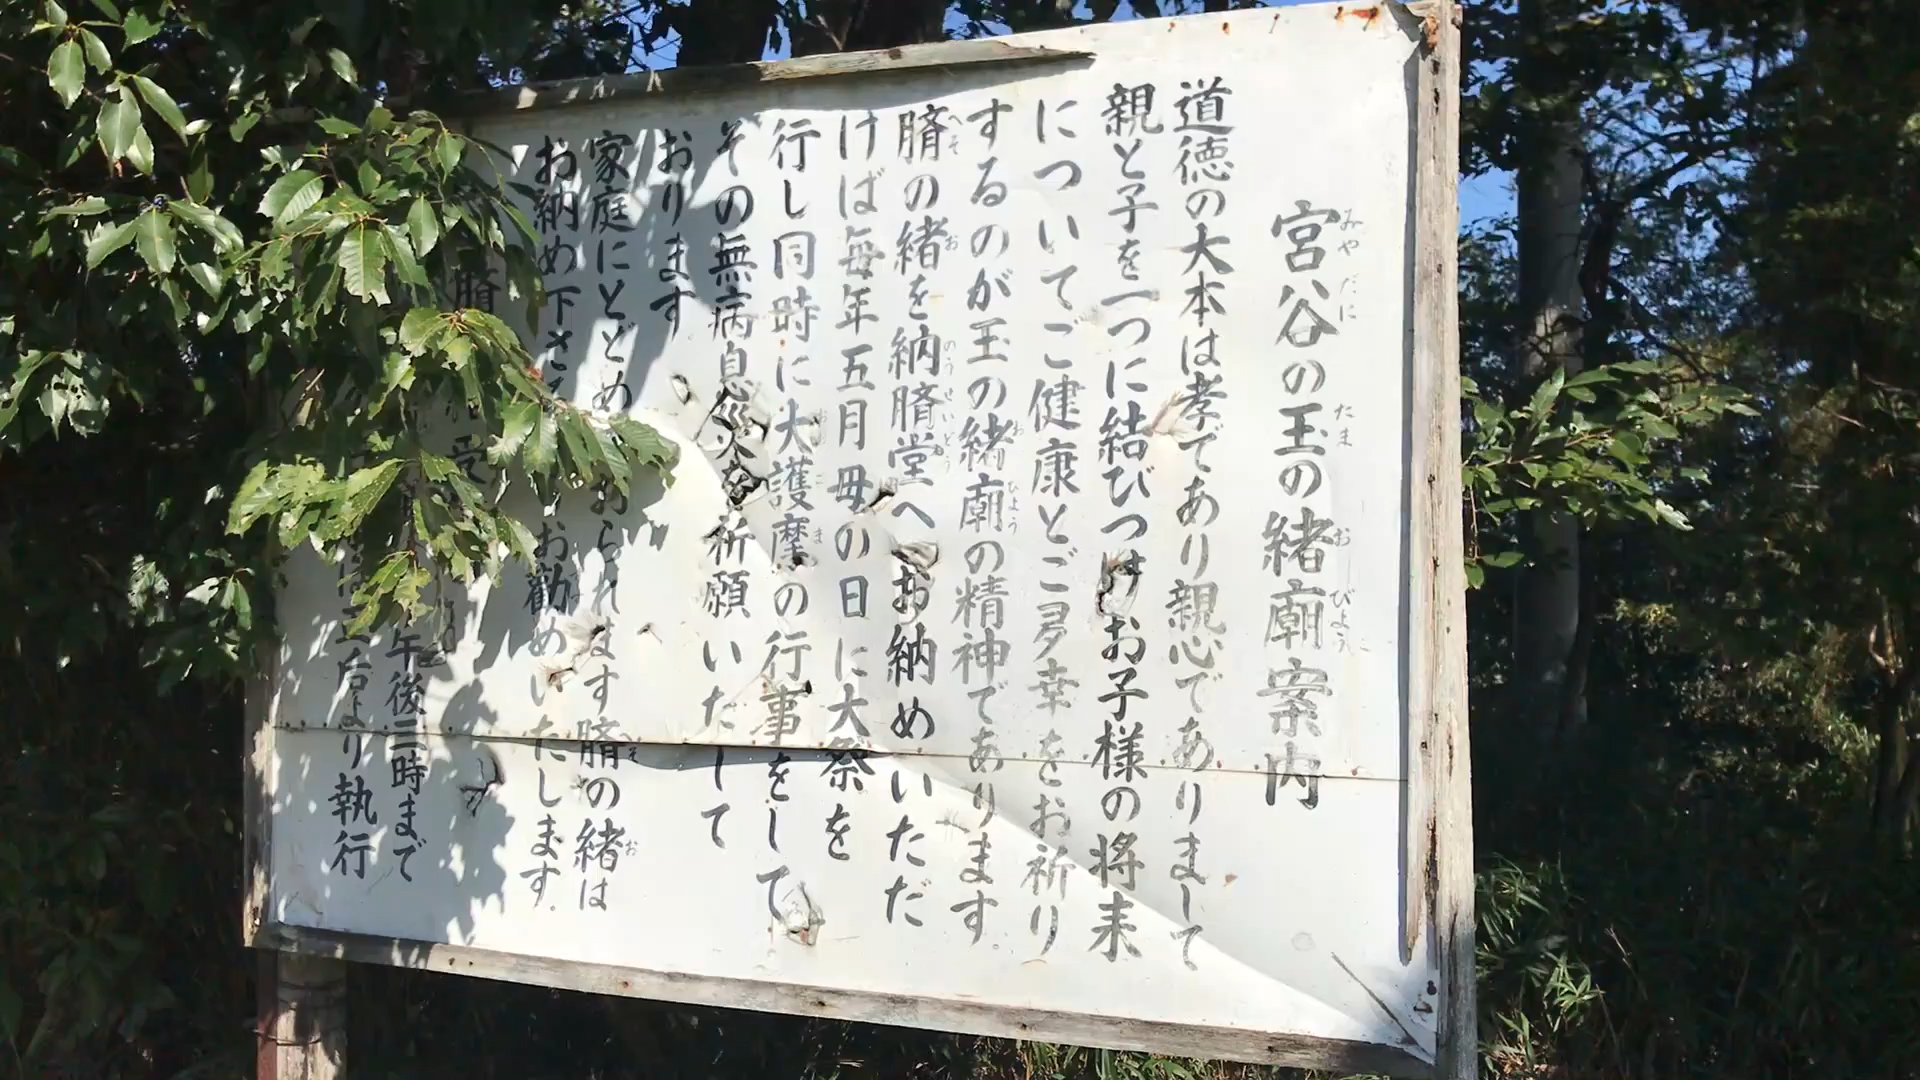 宮谷の玉の緒廟案内
道徳の大本は孝であり親心でありまして
親と子を一つに結びつけお子様の将来
についてご健康とご多幸をお祈り
するのが玉の緒廟の精神であります。
臍の緒を納臍堂へお納めいただ
けば毎年五月母の日に大祭を
行し同時に大護摩の行事をして
その無病息災を祈願いたして
おります
家庭にとどめおられます臍の緒は
お納め下さ お勧めいたします。
臍 受
午後三時まで
より執行